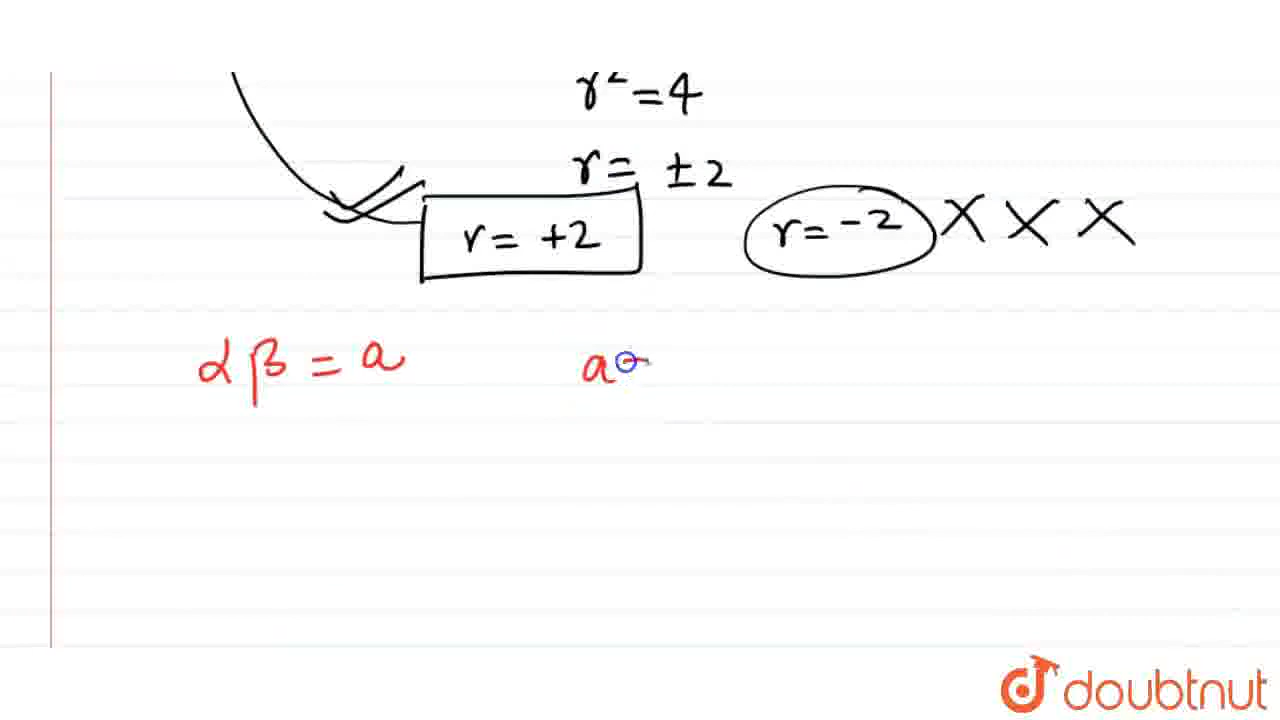 r² = 4
r = ± 2
r = +2 r = -2 X X X
αβ = a a =
doubtnut